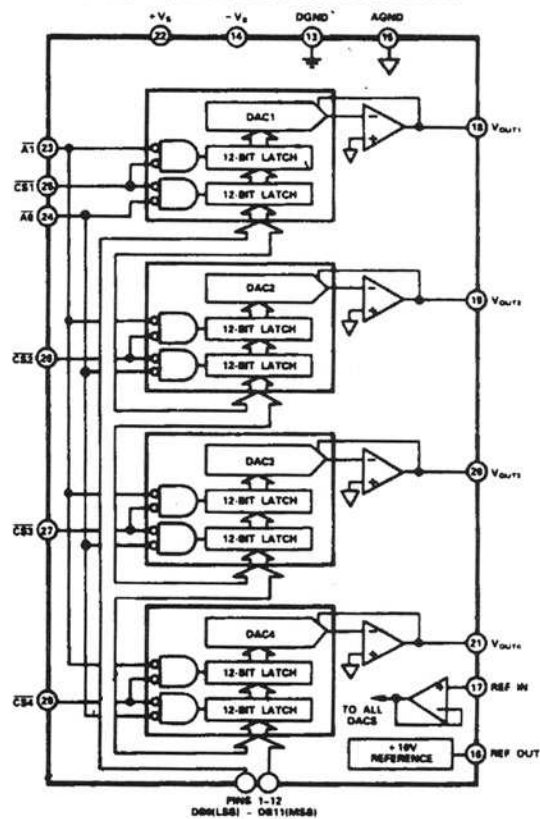 +VS -VS DGND AGND
22 14 13 15
DAC1
A1 23
12-BIT LATCH
18 VOUT1
CS1 25
12-BIT LATCH
A0 24
DAC2
19 VOUT2
12-BIT LATCH
CS2 26
12-BIT LATCH
DAC3
20 VOUT3
12-BIT LATCH
CS3 27
12-BIT LATCH
DAC4
21 VOUT4
12-BIT LATCH
17 REF IN
CS4 28
12-BIT LATCH
TO ALL
DACS
+10V
REFERENCE
16 REF OUT
PINS 1-12
DB0(LSB) - DB11(MSB)